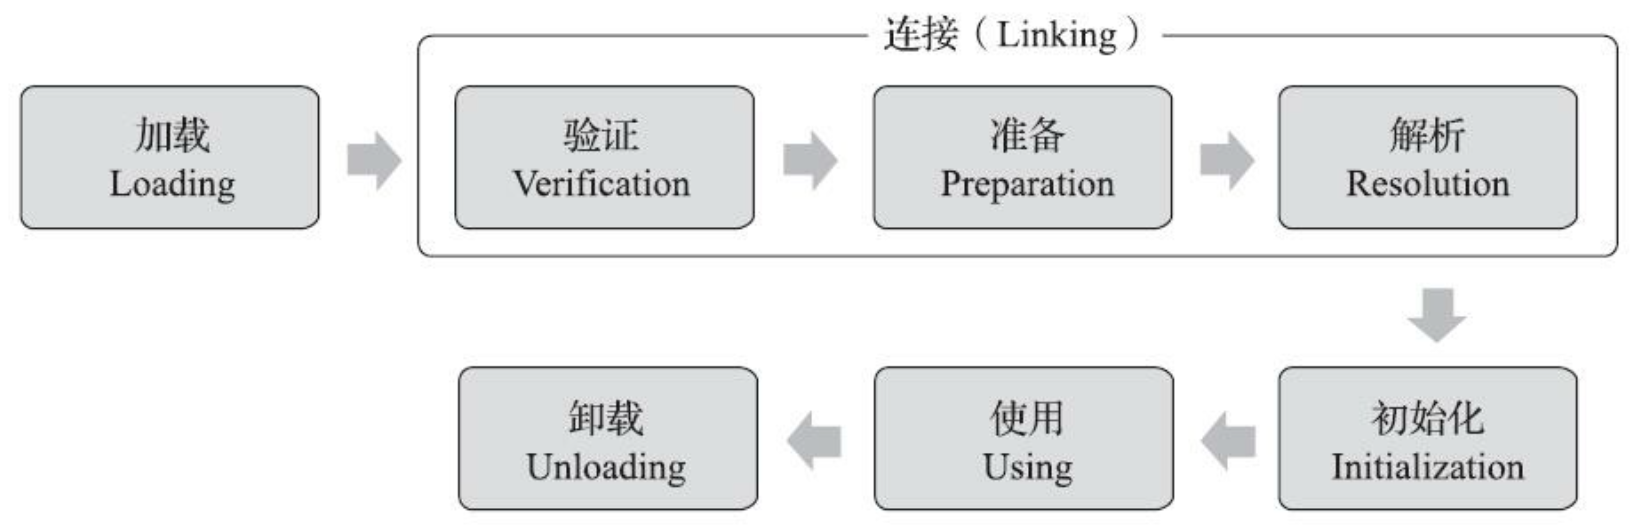 连接（Linking）
加载
Loading
验证
Verification
准备
Preparation
解析
Resolution
初始化
Initialization
使用
Using
卸载
Unloading